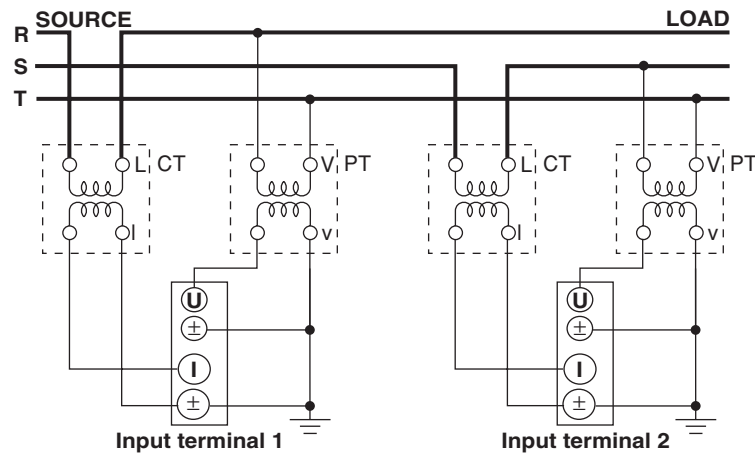 SOURCE LOAD
R
S
T
L CT V PT L CT V PT
l v l v
U U
± ±
I I
± ±
Input terminal 1 Input terminal 2